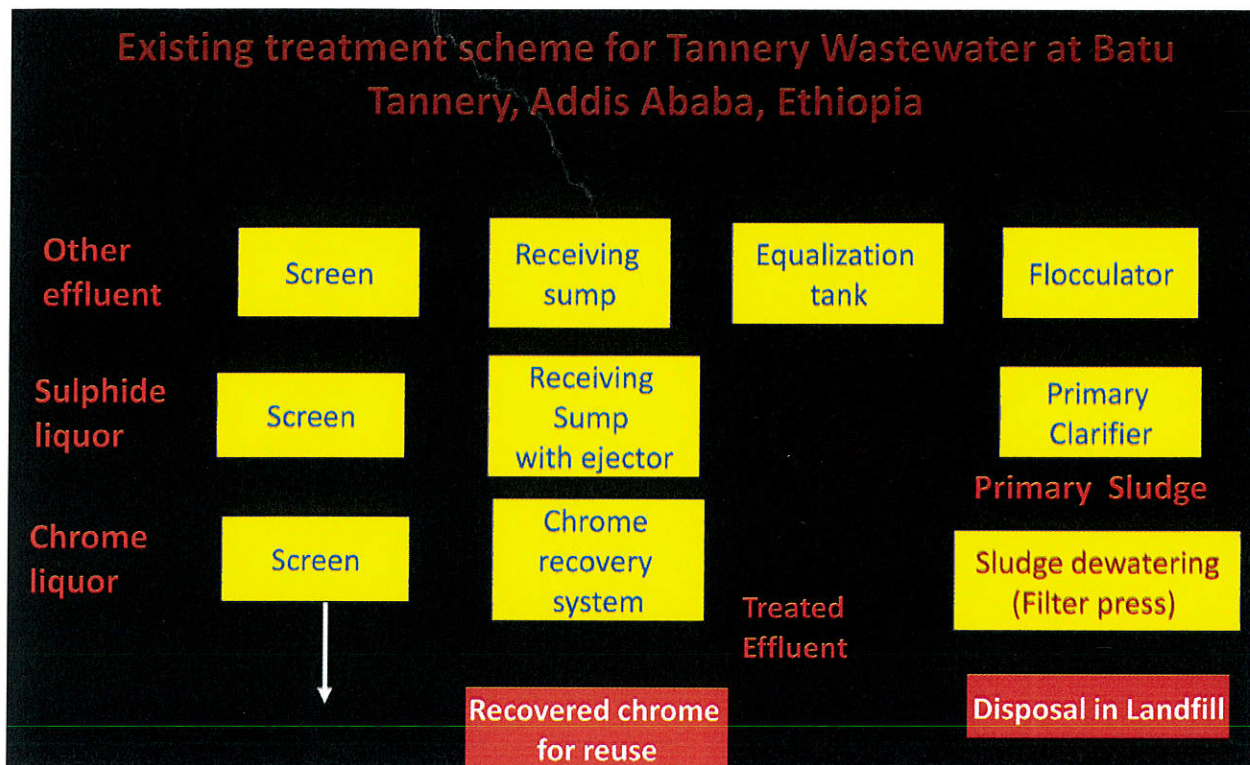 Existing treatment scheme for Tannery Wastewater at Batu
Tannery, Addis Ababa, Ethiopia
Other
effluent
Screen
Receiving
sump
Equalization
tank
Flocculator
Sulphide
liquor
Screen
Receiving
Sump
with ejector
Primary
Clarifier
Primary Sludge
Chrome
liquor
Screen
Chrome
recovery
system
Treated
Effluent
Sludge dewatering
(Filter press)
Recovered chrome
for reuse
Disposal in Landfill